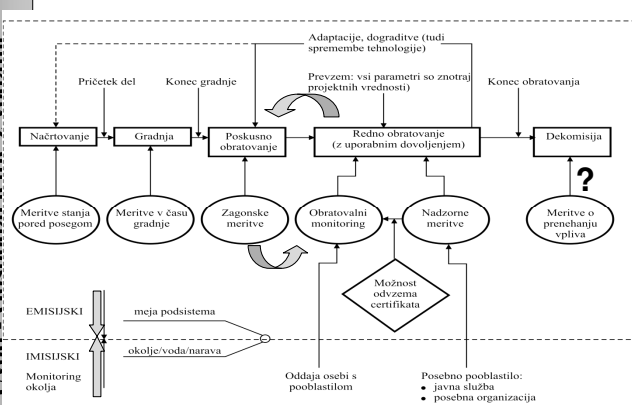 Adaptacije, dograditve (tudi
spremembe tehnologije)
Pričetek del
Konec gradnje
Prevzem: vsi parametri so znotraj
projektnih vrednosti)
Konec obratovanja
Načrtovanje
Gradnja
Poskusno
obratovanje
Redno obratovanje
(z uporabnim dovoljenjem)
Dekomisija
?
Meritve stanja
pored posegom
Meritve v času
gradnje
Zagonske
meritve
Obratovalni
monitoring
Nadzorne
meritve
Meritve o
prenehanju
vpliva
Možnost
odvzema
certifikata
EMISIJSKI
meja podsistema
IMISIJSKI
okolje/voda/narava
Monitoring
okolja
Oddaja osebi s
pooblastilom
Posebno pooblastilo:
• javna služba
• posebna organizacija